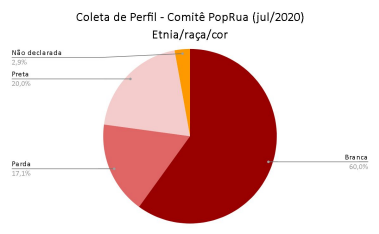 Coleta de Perfil - Comitê PopRua (jul/2020)
Etnia/raça/cor
Não declarada
2,9%
Preta
20,0%
Parda
17,1%
Branca
60,0%